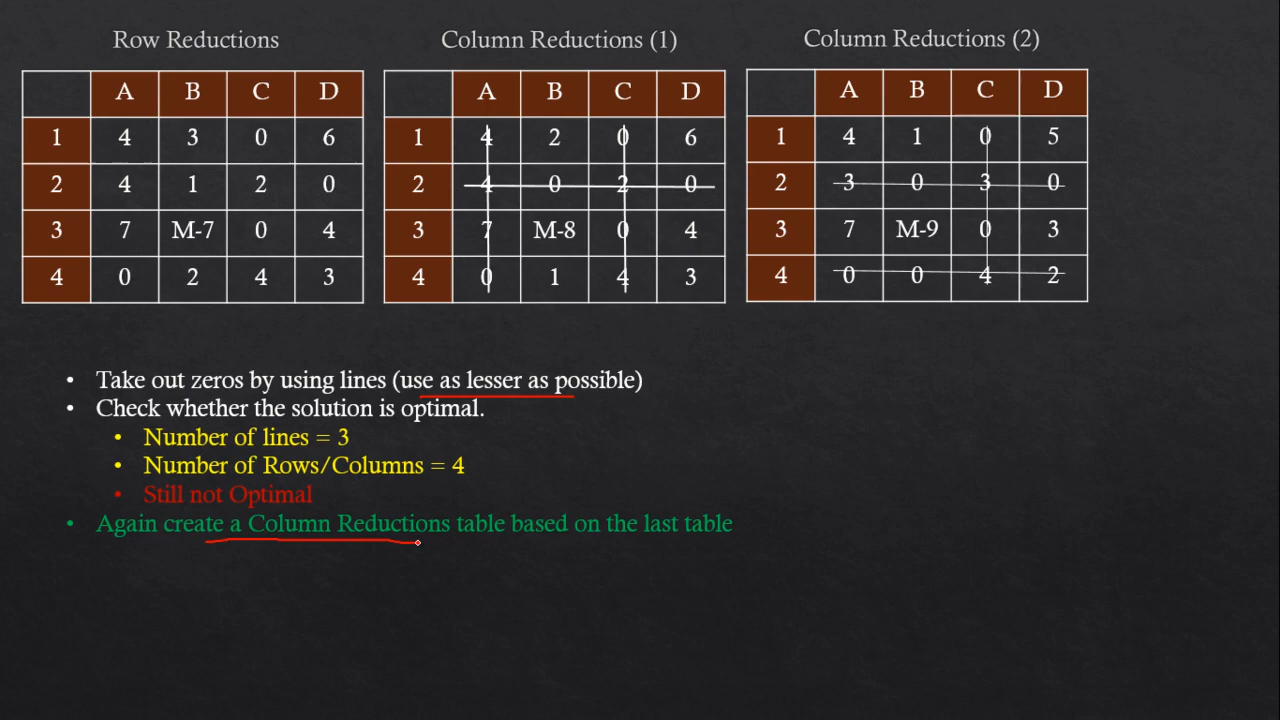 Row Reductions
A B C D
1 4 3 0 6
2 4 1 2 0
3 7 M-7 0 4
4 0 2 4 3
Column Reductions (1)
A B C D
1 4 2 0 6
2 4 0 2 0
3 7 M-8 0 4
4 0 1 4 3
Column Reductions (2)
A B C D
1 4 1 0 5
2 3 0 3 0
3 7 M-9 0 3
4 0 0 4 2
• Take out zeros by using lines (use as lesser as possible)
• Check whether the solution is optimal.
• Number of lines = 3
• Number of Rows/Columns = 4
• Still not Optimal
• Again create a Column Reductions table based on the last table